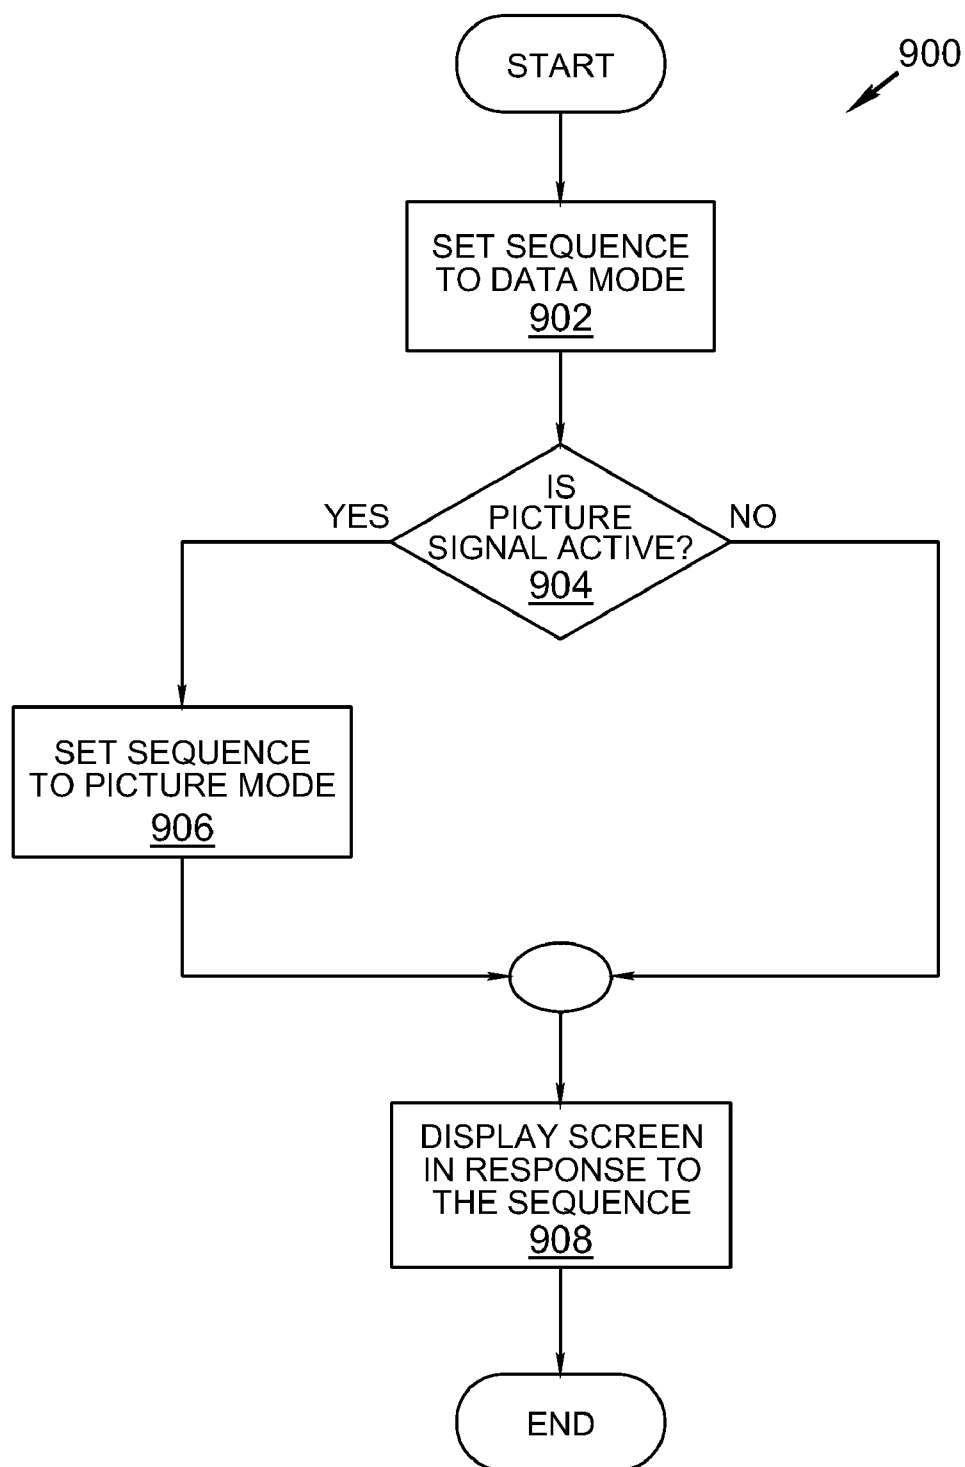 START
900
SET SEQUENCE
TO DATA MODE
902
IS
PICTURE
SIGNAL ACTIVE?
904
YES
NO
SET SEQUENCE
TO PICTURE MODE
906
DISPLAY SCREEN
IN RESPONSE TO
THE SEQUENCE
908
END